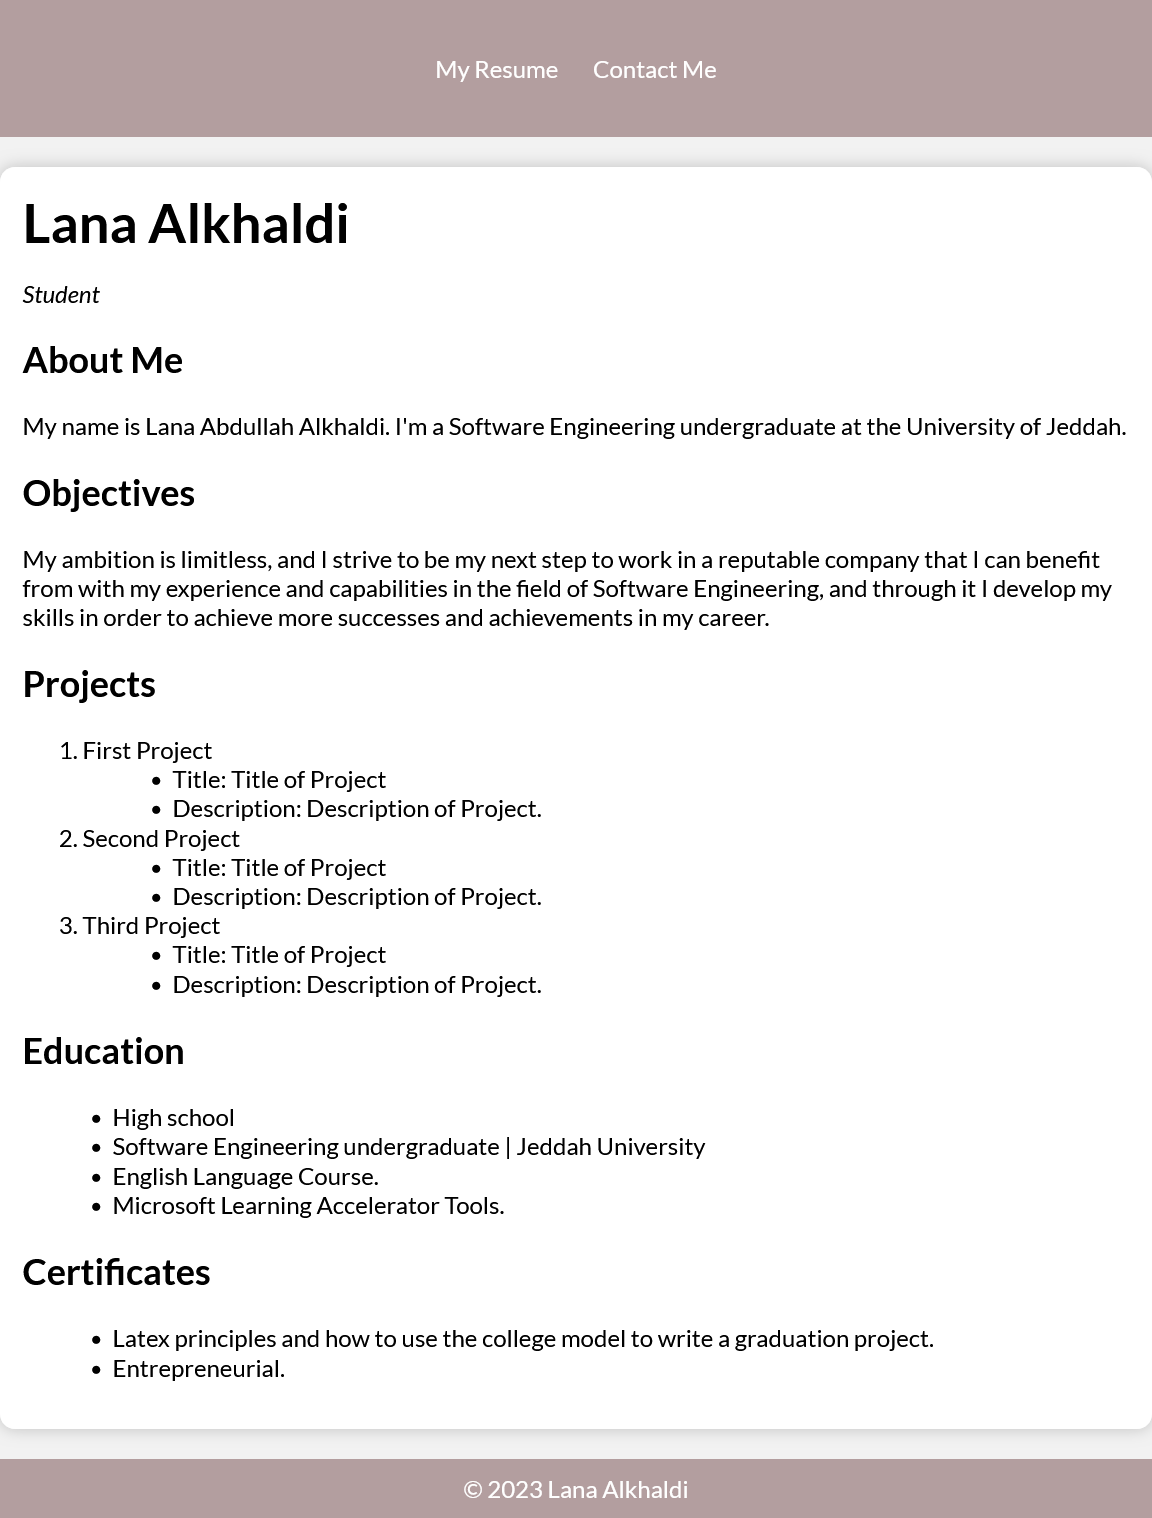 My Resume Contact Me
Lana Alkhaldi
Student
About Me
My name is Lana Abdullah Alkhaldi. I'm a Software Engineering undergraduate at the University of Jeddah.
Objectives
My ambition is limitless, and I strive to be my next step to work in a reputable company that I can benefit
from with my experience and capabilities in the field of Software Engineering, and through it I develop my
skills in order to achieve more successes and achievements in my career.
Projects
1. First Project
• Title: Title of Project
• Description: Description of Project.
2. Second Project
• Title: Title of Project
• Description: Description of Project.
3. Third Project
• Title: Title of Project
• Description: Description of Project.
Education
• High school
• Software Engineering undergraduate | Jeddah University
• English Language Course.
• Microsoft Learning Accelerator Tools.
Certificates
• Latex principles and how to use the college model to write a graduation project.
• Entrepreneurial.
© 2023 Lana Alkhaldi